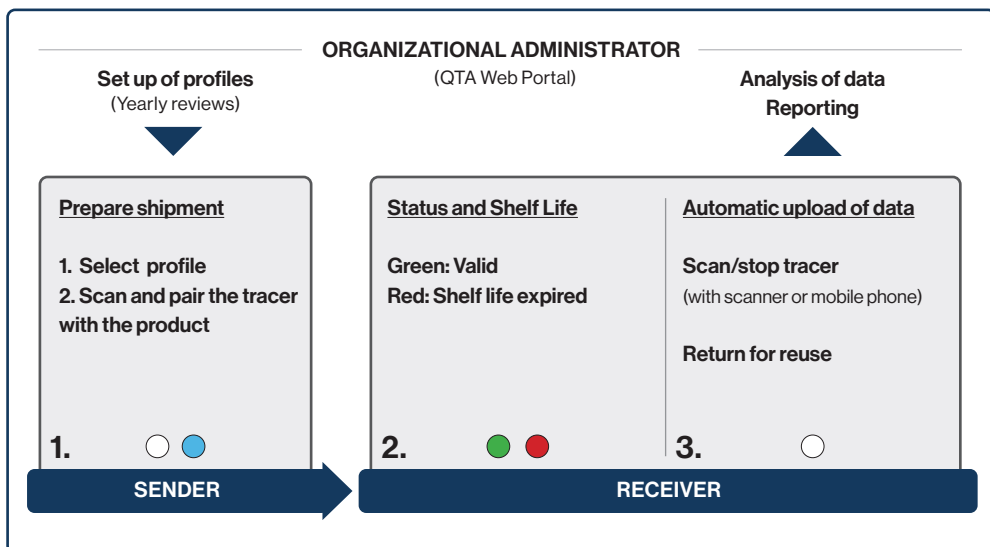 ORGANIZATIONAL ADMINISTRATOR
(QTA Web Portal)
Set up of profiles
(Yearly reviews)
Analysis of data
Reporting
Prepare shipment
1. Select profile
2. Scan and pair the tracer
with the product
1.
Status and Shelf Life
Green: Valid
Red: Shelf life expired
2.
Automatic upload of data
Scan/stop tracer
(with scanner or mobile phone)
Return for reuse
3.
SENDER
RECEIVER